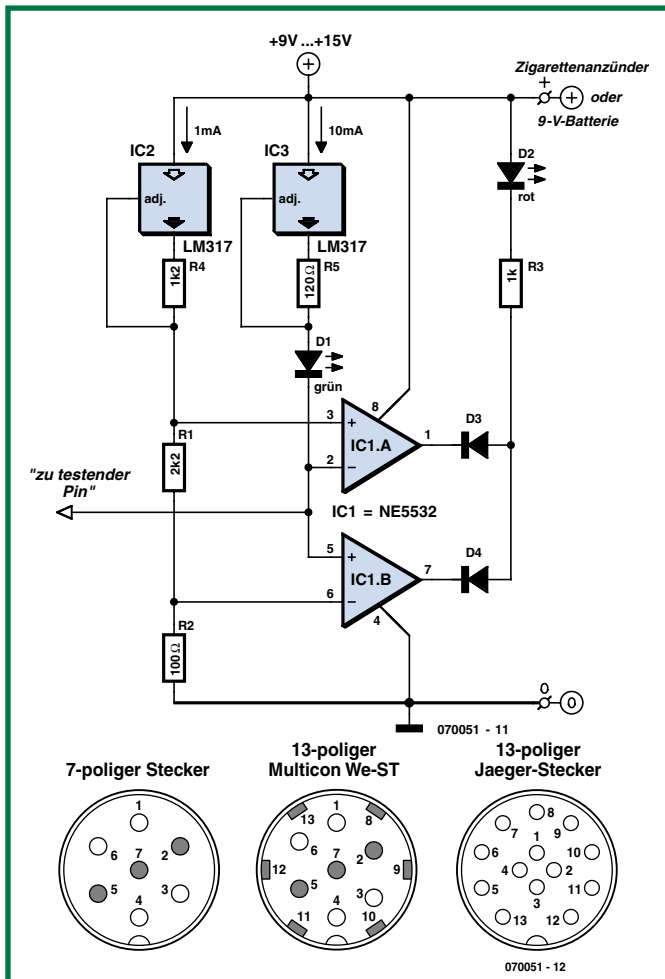 +9V ...+15V
Zigarettenanzünder
+ oder
9-V-Batterie
1mA
10mA
IC2
IC3
D2
adj.
adj.
rot
LM317
LM317
R4
1k2
R5
120Ω
R3
1k
D1
grün
8
3
+
IC1.A
1
D3
2
–
R1
2k2
"zu testender
Pin"
IC1 = NE5532
5
+
IC1.B
7
D4
6
–
4
R2
100Ω
0
0
070051 - 11
7-poliger Stecker
13-poliger
Multicon We-ST
13-poliger
Jaeger-Stecker
1
6
7
2
5
3
4
1
13
8
6
7
2
12
9
5
3
11
4
10
8
7
9
1
6
10
4
2
5
11
3
13
12
070051 - 12